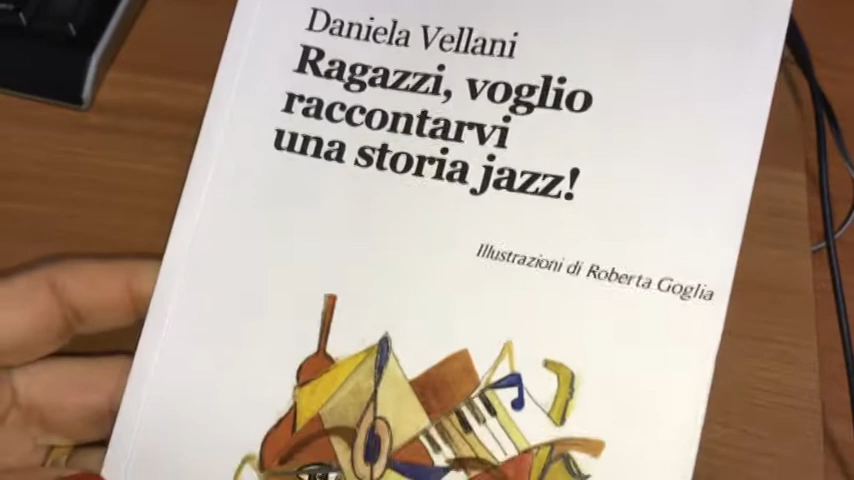 Daniela Vellani
Ragazzi, voglio
raccontarvi
una storia jazz!
Illustrazioni di Roberta Goglia